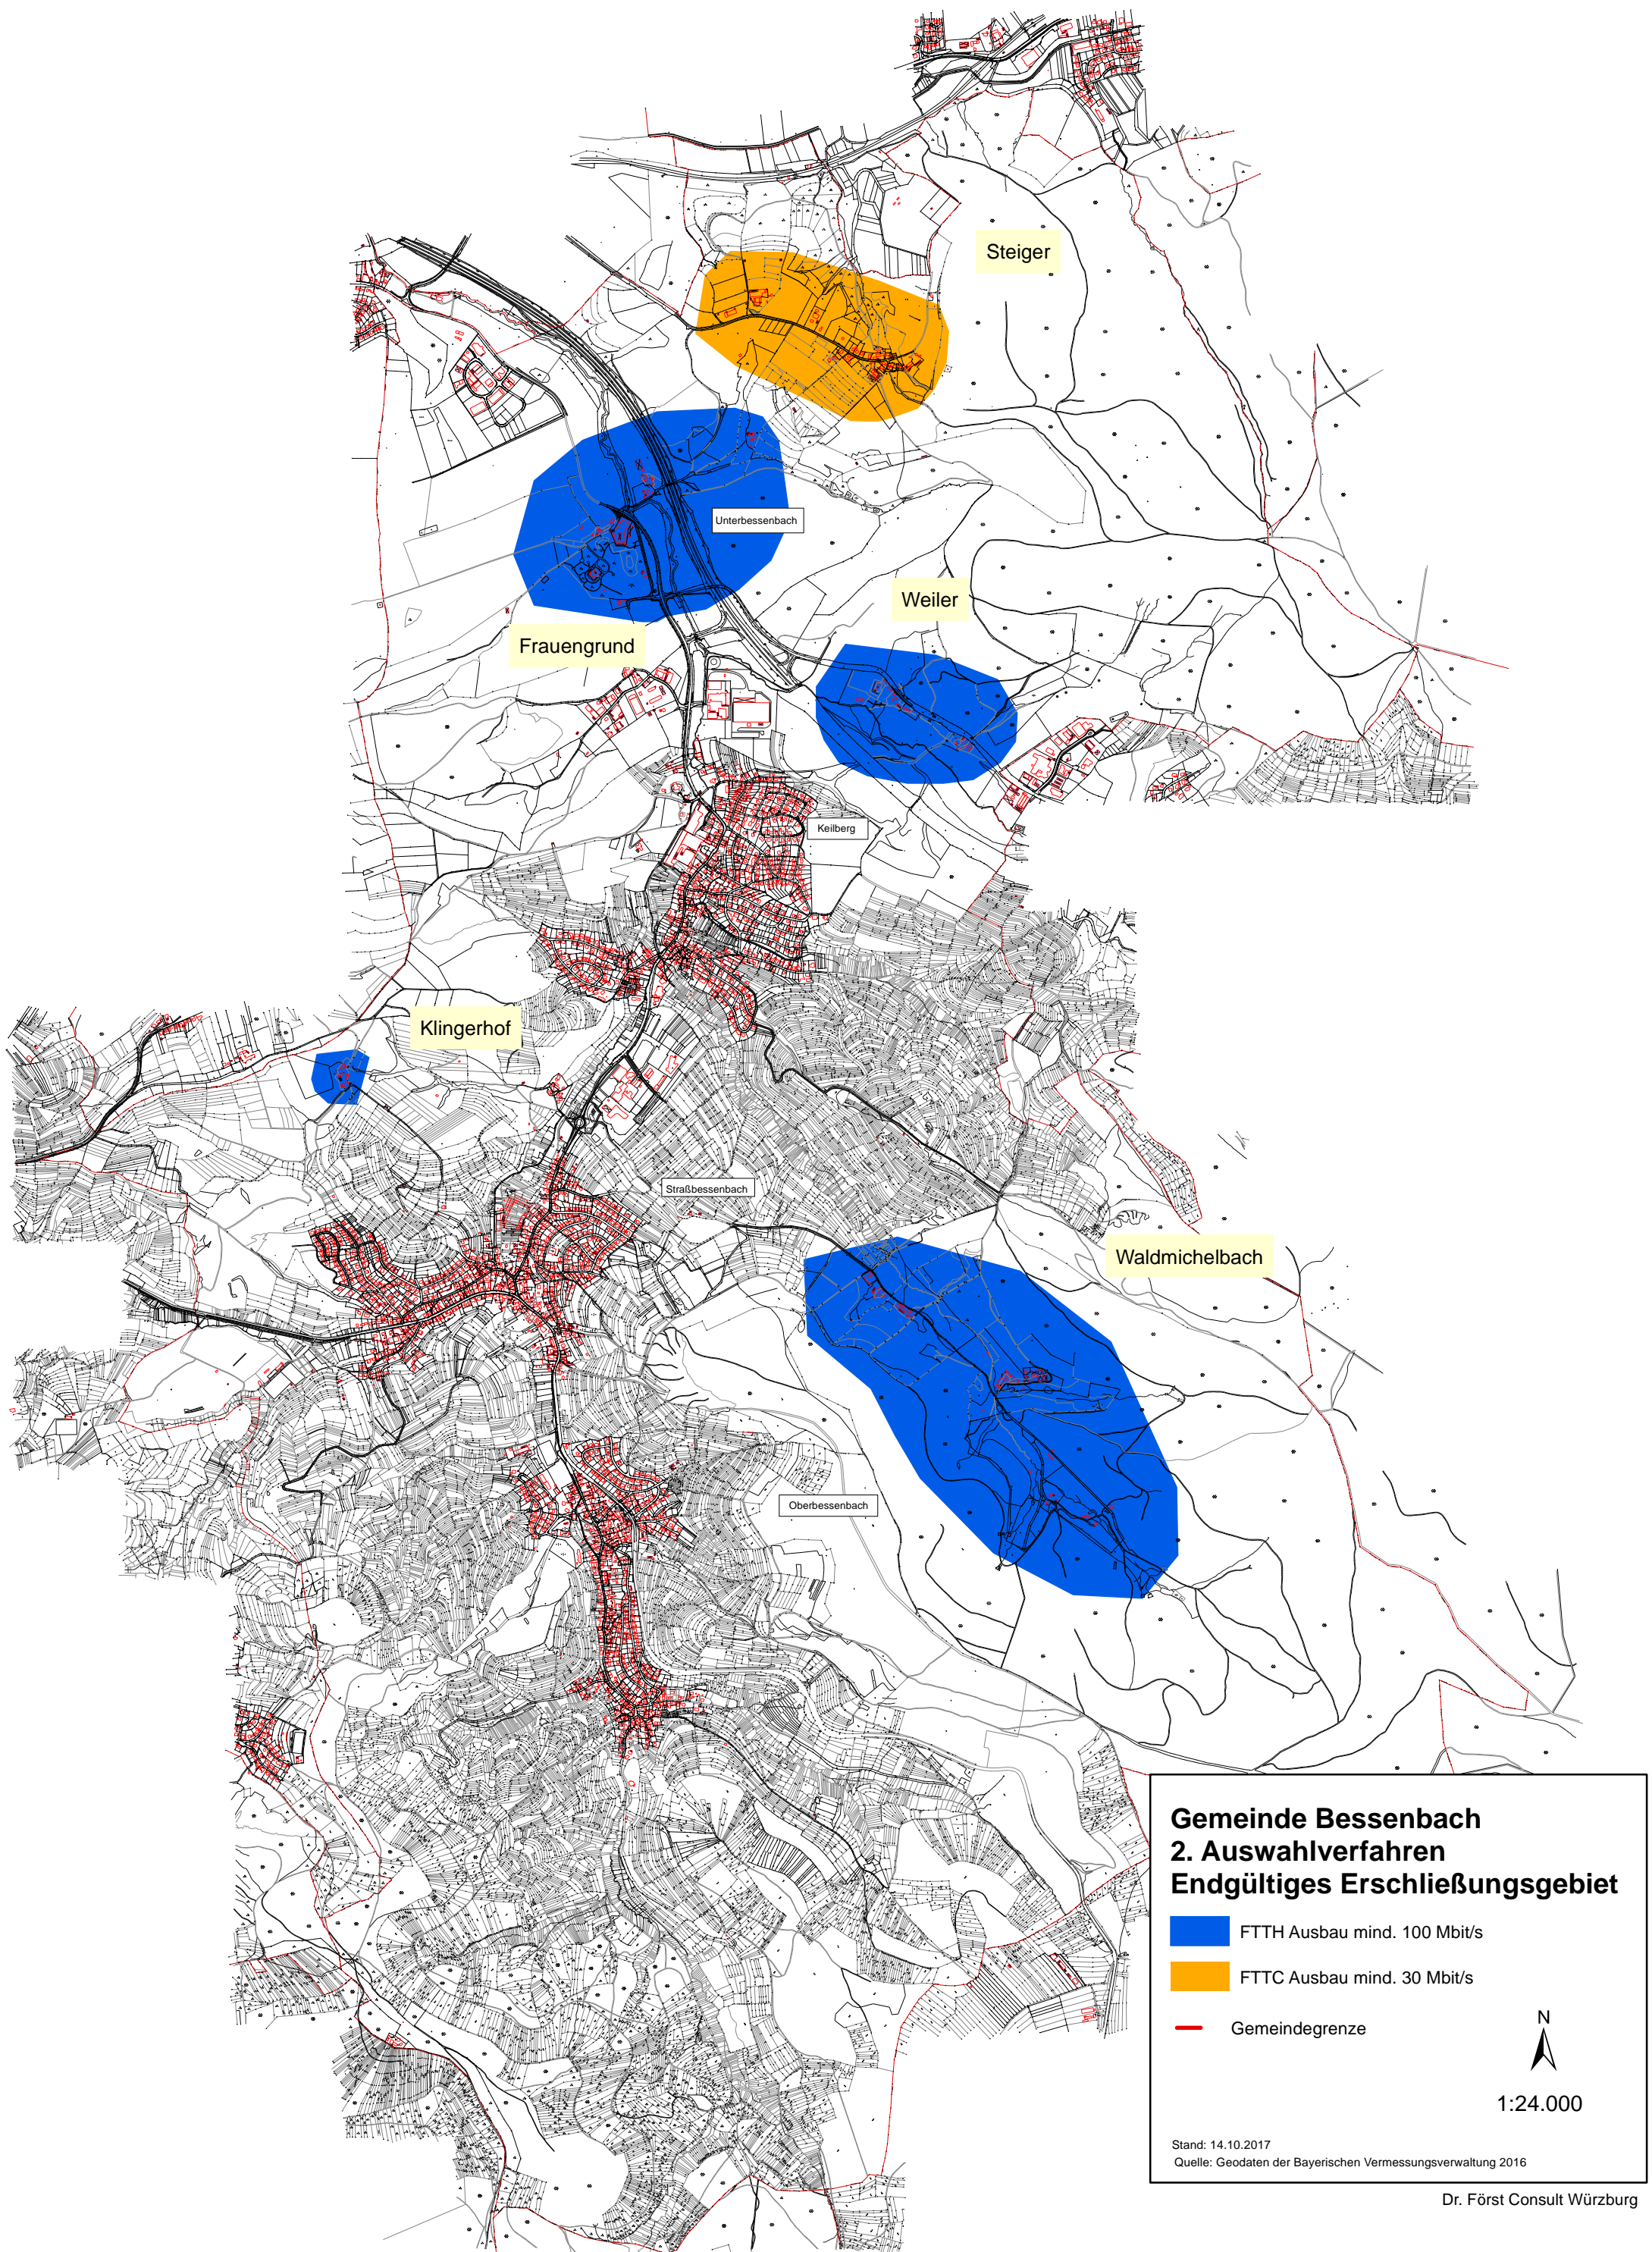 Steiger
Unterbessenbach
Weiler
Frauengrund
Keilberg
Klingerhof
Straßbessenbach
Waldmichelbach
Oberbessenbach
Gemeinde Bessenbach
2. Auswahlverfahren
Endgültiges Erschließungsgebiet
FTTH Ausbau mind. 100 Mbit/s
FTTC Ausbau mind. 30 Mbit/s
Gemeindegrenze
N
1:24.000
Stand: 14.10.2017
Quelle: Geodaten der Bayerischen Vermessungsverwaltung 2016
Dr. Först Consult Würzburg